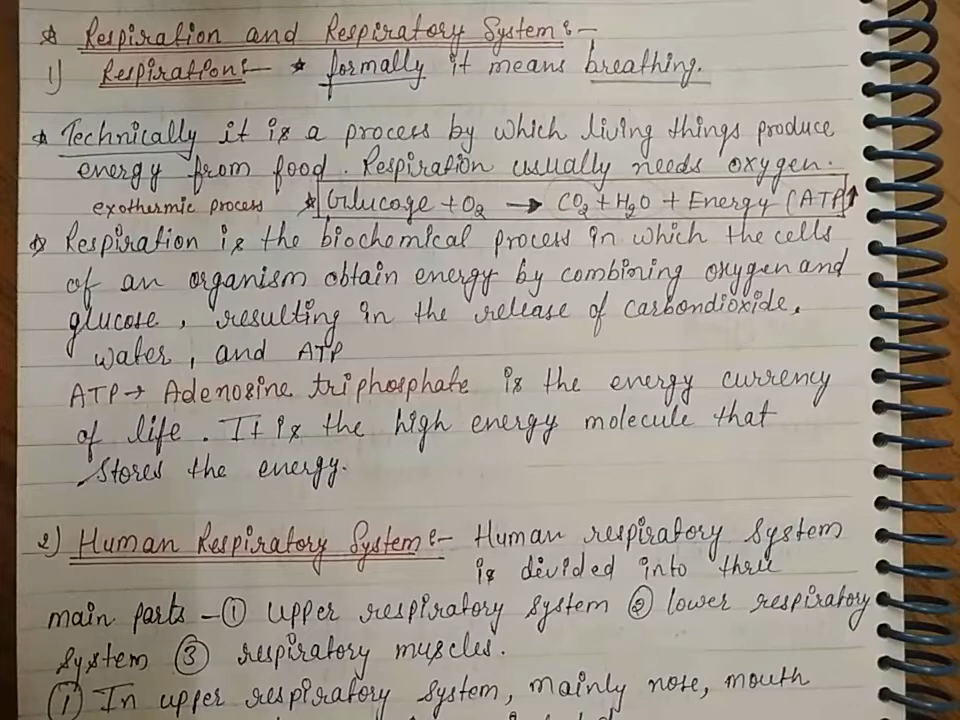 ☆ Respiration and Respiratory System:-
1) Respiration:- ★ formally it means breathing.
☆ Technically it is a process by which living things produce
energy from food. Respiration usually needs oxygen.
exothermic process ★ Glucose + O2 → CO2 + H2O + Energy (ATP)↑
☆ Respiration is the biochemical process in which the cells
of an organism obtain energy by combining oxygen and
glucose, resulting in the release of carbondioxide,
water, and ATP
ATP → Adenosine triphosphate is the energy currency
of life. It is the high energy molecule that
stores the energy.
2) Human Respiratory System:- Human respiratory system
is divided into three
main parts - ① upper respiratory system ② lower respiratory
system ③ respiratory muscles.
① In upper respiratory system, mainly nose, mouth